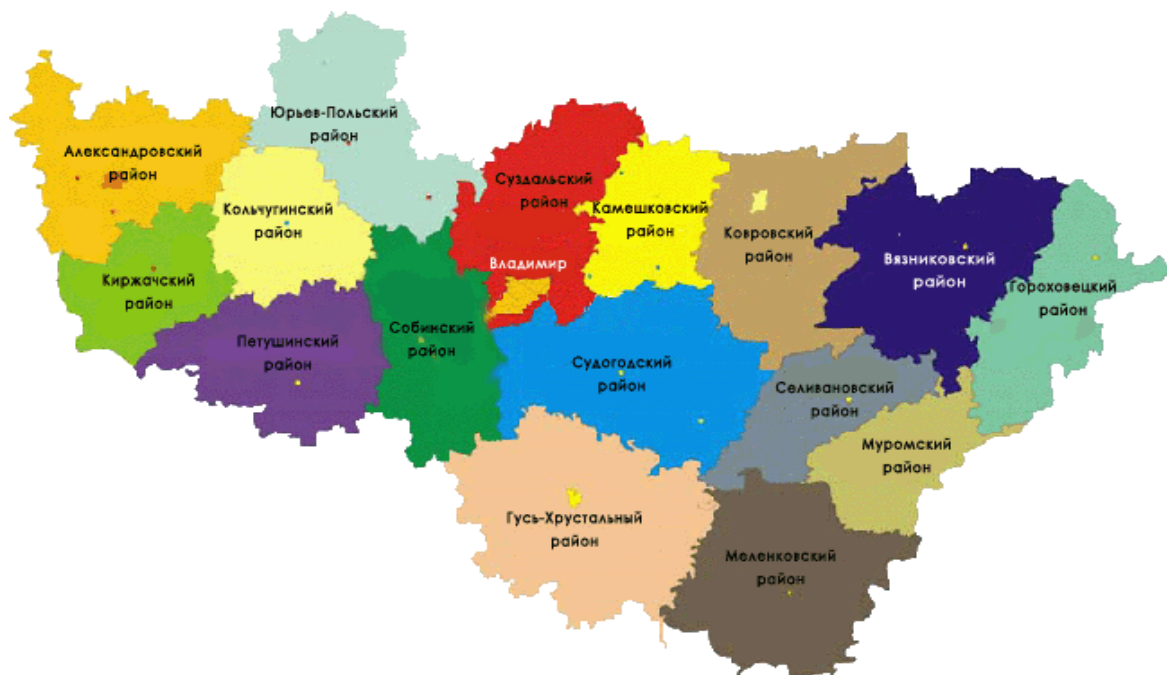 Юрьев-Польский
район
Александровский
район
Суздальский
район
Кольчугинский
район
Камешковский
район
Ковровский
район
Владимир
Вязниковский
район
Киржачский
район
Гороховецкий
район
Петушинский
район
Собинский
район
Судогодский
район
Селивановский
район
Муромский
район
Гусь-Хрустальный
район
Меленковский
район